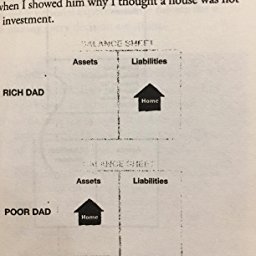 when I showed him why I thought a house was not
investment.
BALANCE SHEET
Assets Liabilities
RICH DAD
Home
BALANCE SHEET
Assets Liabilities
POOR DAD
Home